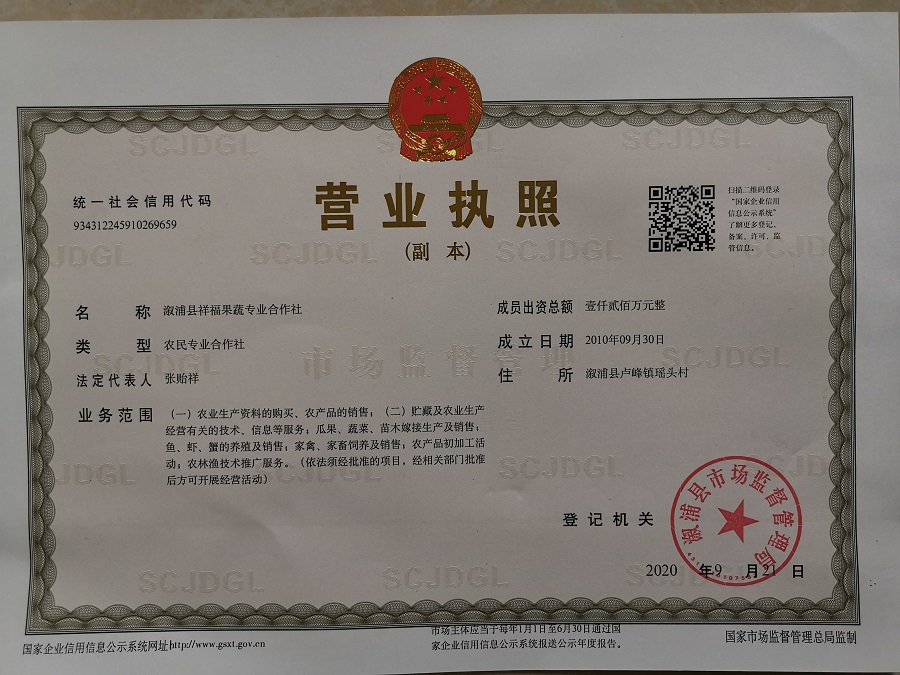 SCJDGL
营业执照
(副 本)
统一社会信用代码
934312245910269659
扫描二维码登录
“国家企业信用
信息公示系统”
了解更多登记、
备案、许可、监
管信息。
名 称 溆浦县祥福果蔬专业合作社
类 型 农民专业合作社
法定代表人 张贻祥
业务范围 (一)农业生产资料的购买、农产品的销售;(二)贮藏及农业生产
经营有关的技术、信息等服务;瓜果、蔬菜、苗木嫁接生产及销售;
鱼、虾、蟹的养殖及销售;家禽、家畜饲养及销售;农产品初加工活
动;农林渔技术推广服务。(依法须经批准的项目,经相关部门批准
后方可开展经营活动)
成员出资总额 壹仟贰佰万元整
成立日期 2010年09月30日
住 所 溆浦县卢峰镇瑶头村
市场监督管理
登记机关
溆浦县市场监督管理局
2020 年9 月21 日
国家企业信用信息公示系统网址http://www.gsxt.gov.cn
市场主体应当于每年1月1日至6月30日通过国
家企业信用信息公示系统报送公示年度报告。
国家市场监督管理总局监制